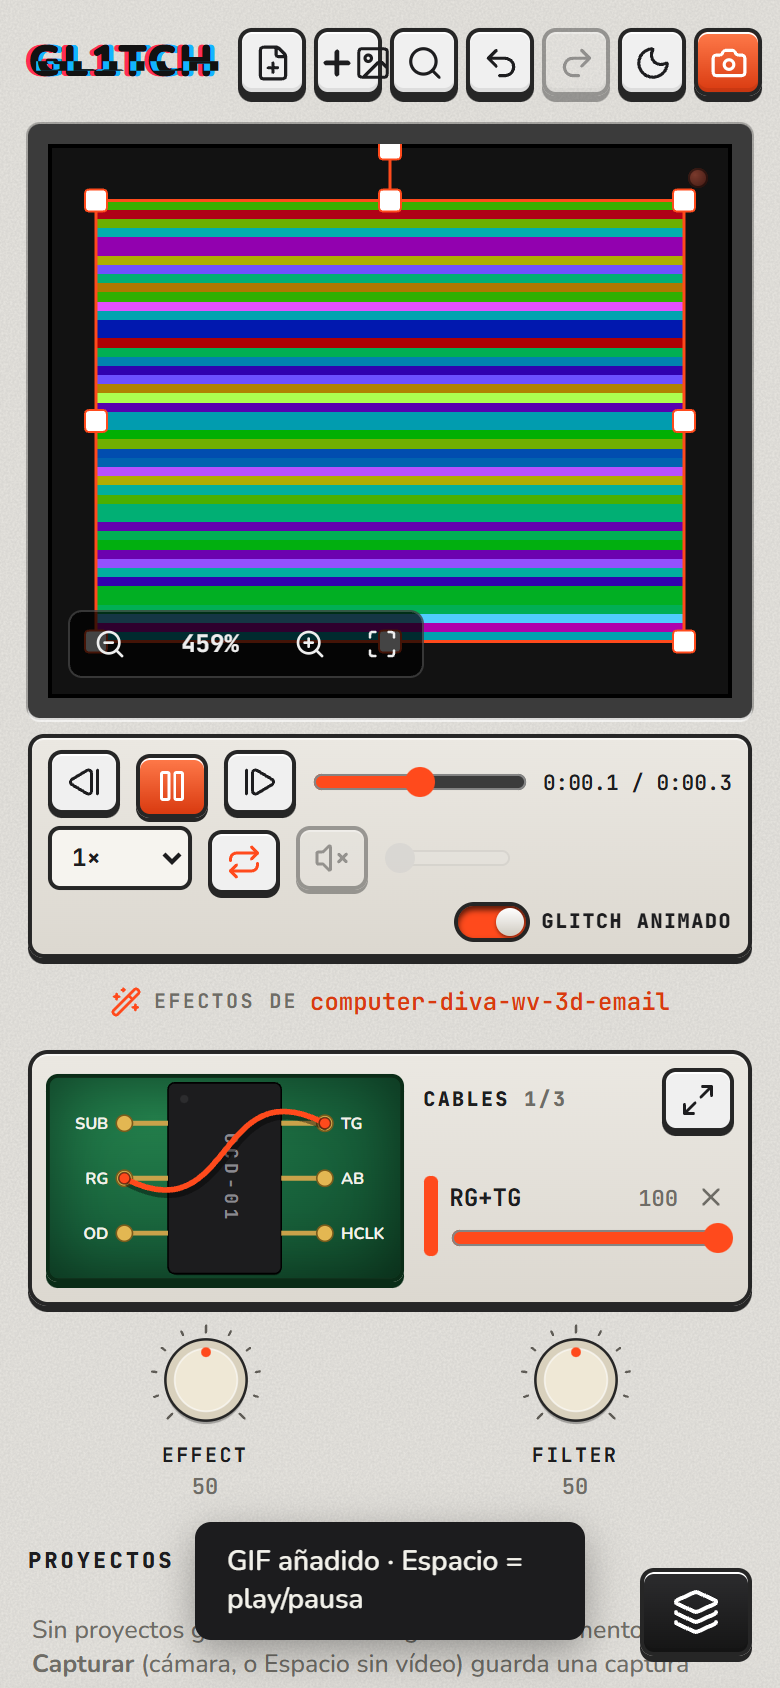 GL1TCH
459%
0:00.1 / 0:00.3
1×
GLITCH ANIMADO
EFECTOS DE computer-diva-wv-3d-email
CABLES 1/3
SUB
TG
RG
AB
OD
HCLK
CCD-01
RG+TG 100
EFFECT
50
FILTER
50
PROYECTOS
GIF añadido · Espacio =
play/pausa
Sin proyectos
Capturar (cámara, o Espacio sin vídeo) guarda una captura